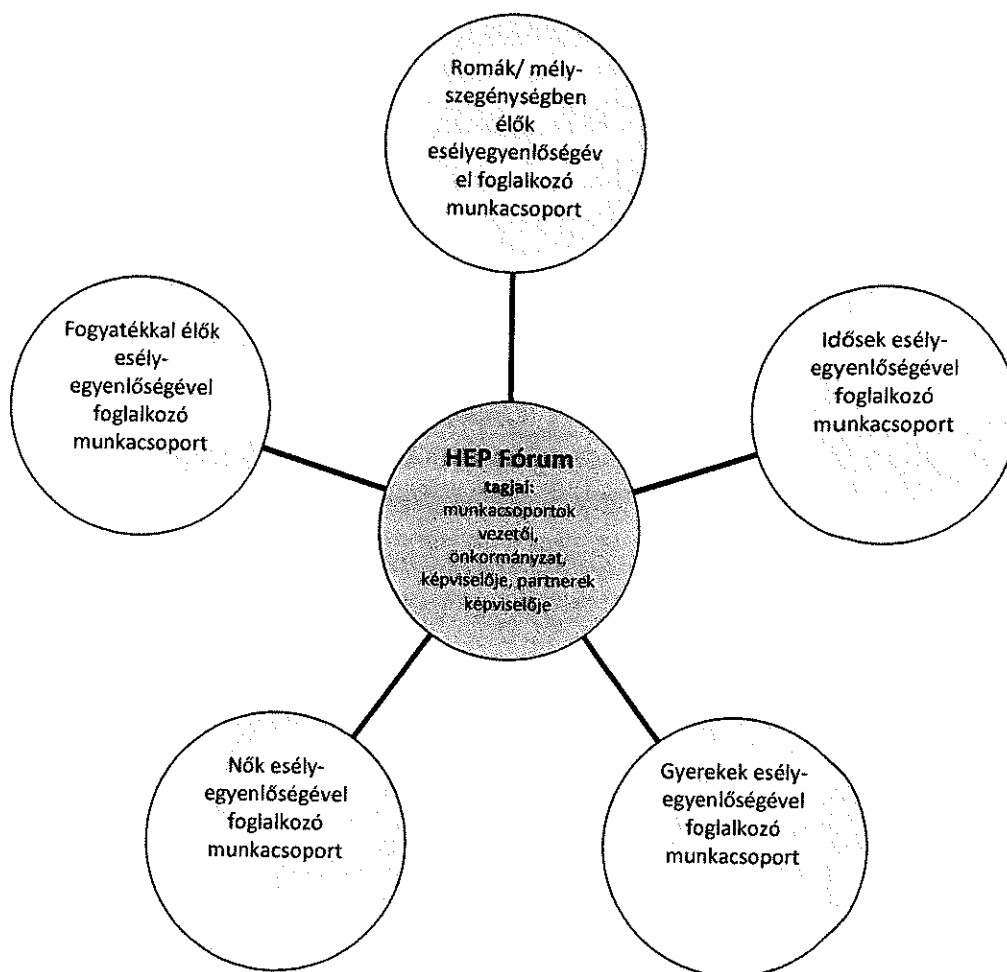 Romák/ mély-
szegénységben
élők
esélyegyenlőségév
el foglalkozó
munkacsoport
Fogyatékkal élők
esély-
egyenlőségével
foglalkozó
munkacsoport
Idősek esély-
egyenlőségével
foglalkozó
munkacsoport
HEP Fórum
tagjai:
munkacsoportok
vezetői,
önkormányzat,
képviselője, partnerek
képviselője
Nők esély-
egyenlőségével
foglalkozó
munkacsoport
Gyerekek esély-
egyenlőségével
foglalkozó
munkacsoport